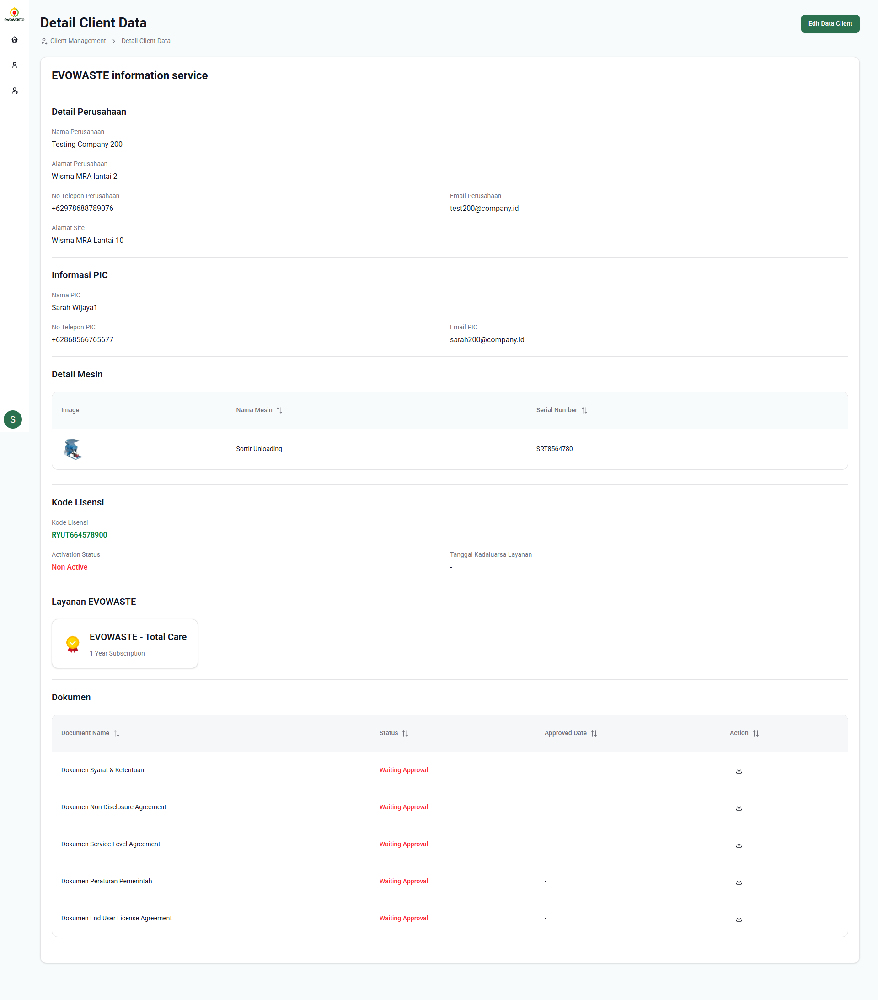 evowaste
Detail Client Data
Edit Data Client
Client Management > Detail Client Data
EVOWASTE information service
Detail Perusahaan
Nama Perusahaan
Testing Company 200
Alamat Perusahaan
Wisma MRA lantai 2
No Telepon Perusahaan Email Perusahaan
+62978688789076 test200@company.id
Alamat Site
Wisma MRA Lantai 10
Informasi PIC
Nama PIC
Sarah Wijaya1
No Telepon PIC Email PIC
+62868566765677 sarah200@company.id
Detail Mesin
Image Nama Mesin Serial Number
Sortir Unloading SRT8564780
S
Kode Lisensi
Kode Lisensi
RYUT664578900
Activation Status Tanggal Kadaluarsa Layanan
Non Active -
Layanan EVOWASTE
EVOWASTE - Total Care
1 Year Subscription
Dokumen
Document Name Status Approved Date Action
Dokumen Syarat & Ketentuan Waiting Approval -
Dokumen Non Disclosure Agreement Waiting Approval -
Dokumen Service Level Agreement Waiting Approval -
Dokumen Peraturan Pemerintah Waiting Approval -
Dokumen End User License Agreement Waiting Approval -